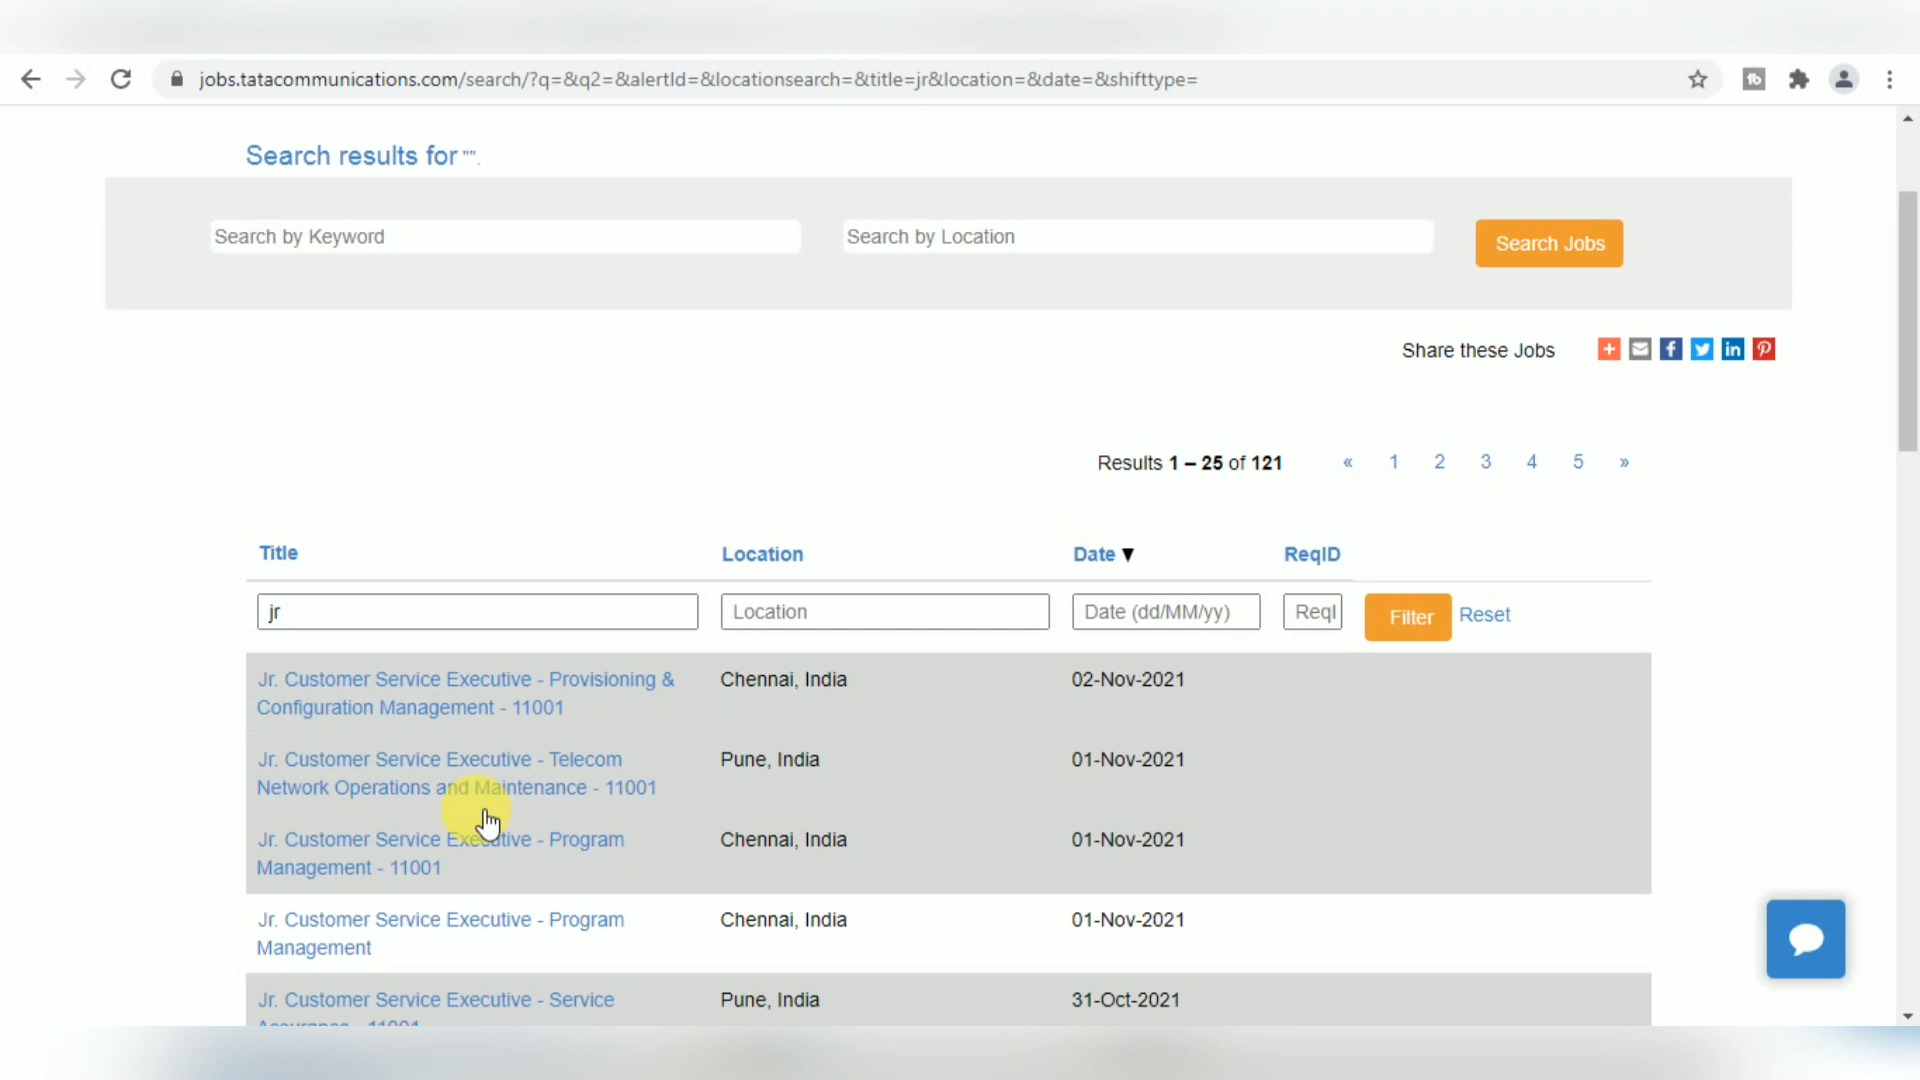 jobs.tatacommunications.com/search/?q=&q2=&alertId=&locationsearch=&title=jr&location=&date=&shifttype=
Search results for "".
Search by Keyword
Search by Location
Search Jobs
Share these Jobs
Results 1 – 25 of 121 « 1 2 3 4 5 »
Title Location Date ▼ ReqID
jr Location Date (dd/MM/yy) ReqI Filter Reset
Jr. Customer Service Executive - Provisioning & Chennai, India 02-Nov-2021
Configuration Management - 11001
Jr. Customer Service Executive - Telecom Pune, India 01-Nov-2021
Network Operations and Maintenance - 11001
Jr. Customer Service Executive - Program Chennai, India 01-Nov-2021
Management - 11001
Jr. Customer Service Executive - Program Chennai, India 01-Nov-2021
Management
Jr. Customer Service Executive - Service Pune, India 31-Oct-2021
Assurance - 11001